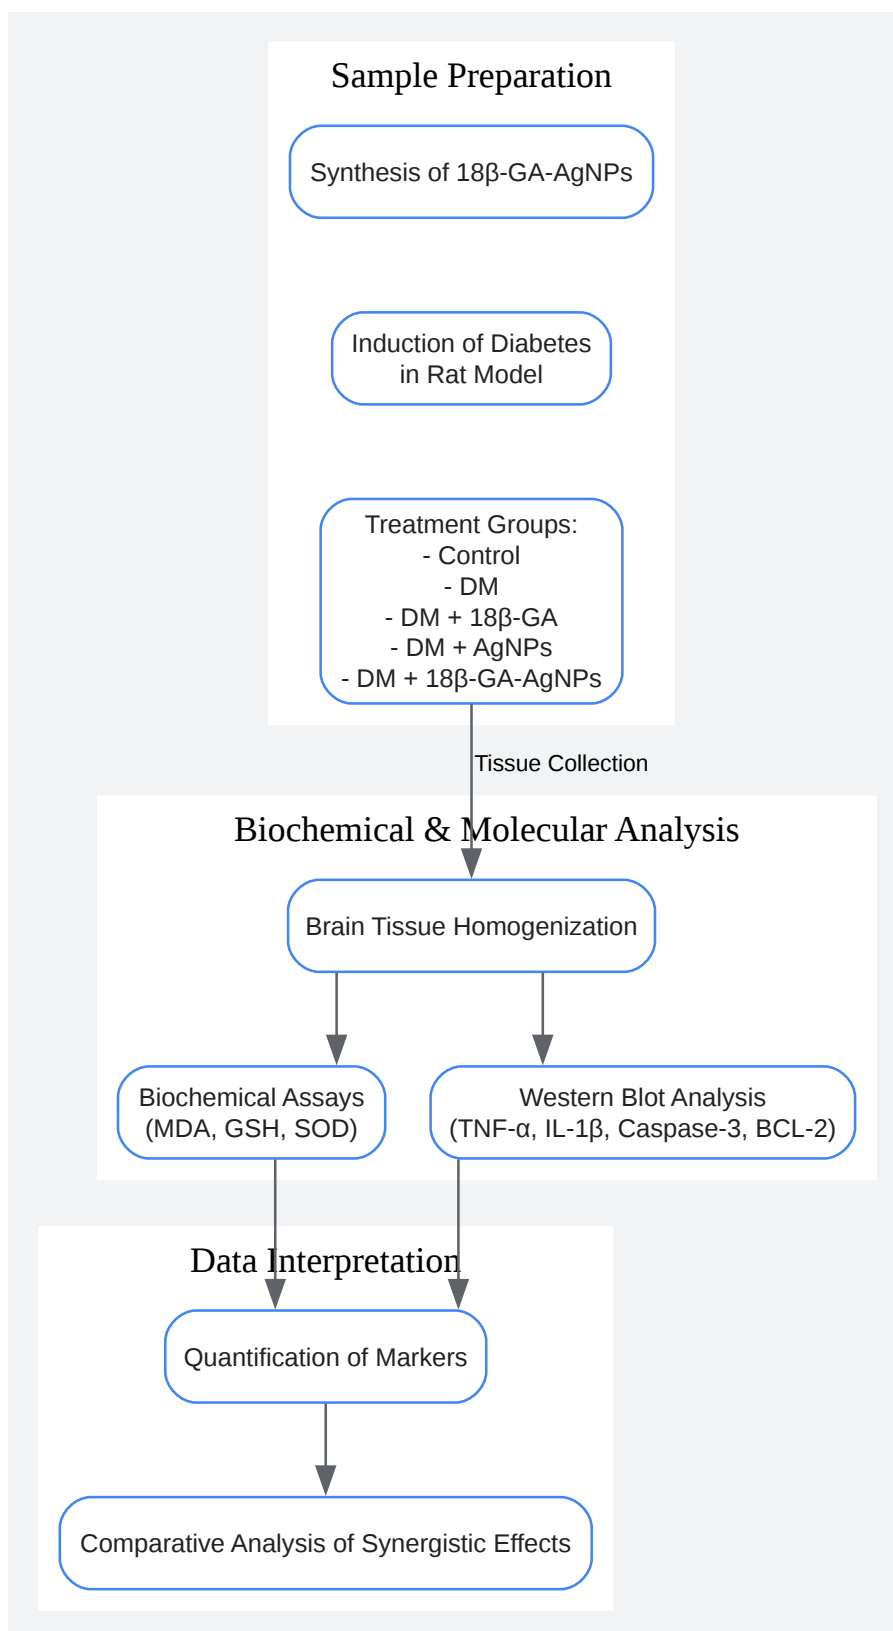 Sample Preparation
Synthesis of 18β-GA-AgNPs
Induction of Diabetes
in Rat Model
Treatment Groups:
- Control
- DM
- DM + 18β-GA
- DM + AgNPs
- DM + 18β-GA-AgNPs
Tissue Collection
Biochemical & Molecular Analysis
Brain Tissue Homogenization
Biochemical Assays
(MDA, GSH, SOD)
Western Blot Analysis
(TNF-α, IL-1β, Caspase-3, BCL-2)
Data Interpretation
Quantification of Markers
Comparative Analysis of Synergistic Effects